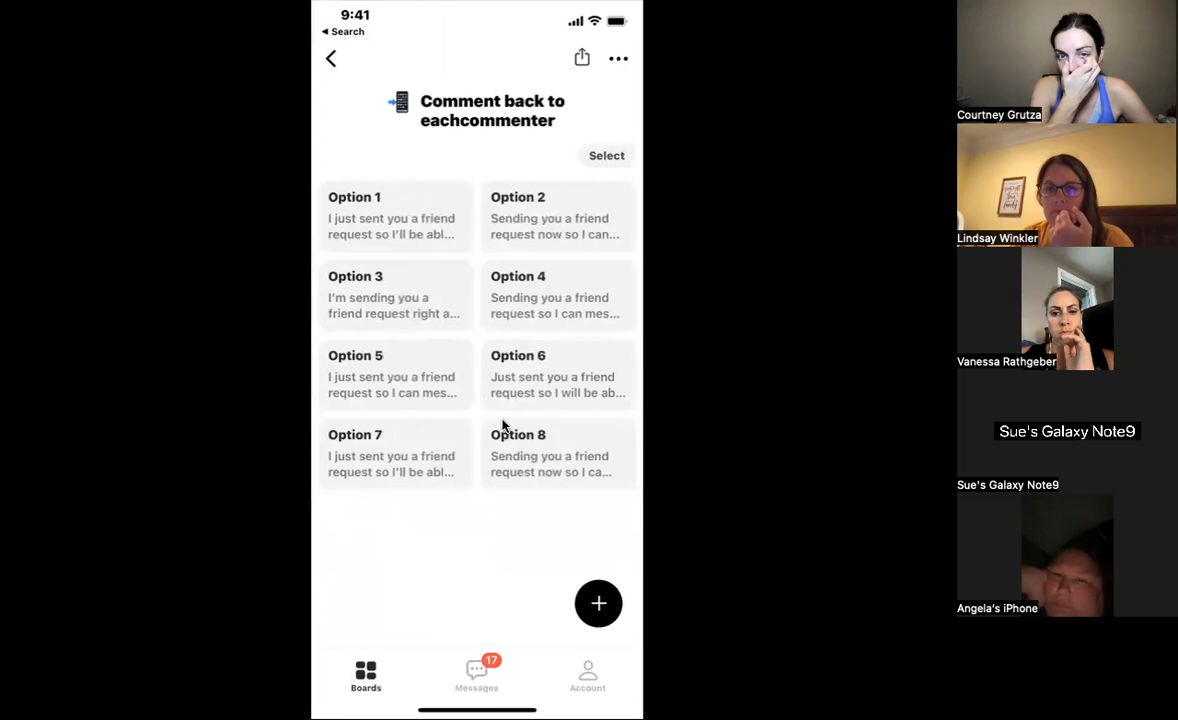 9:41
Search
Comment back to
eachcommenter
Select
Option 1
I just sent you a friend
request so I'll be abl...
Option 2
Sending you a friend
request now so I can...
Option 3
I'm sending you a
friend request right a...
Option 4
Sending you a friend
request so I can mes...
Option 5
I just sent you a friend
request so I can mes...
Option 6
Just sent you a friend
request so I will be ab...
Option 7
I just sent you a friend
request so I'll be abl...
Option 8
Sending you a friend
request now so I ca...
Boards
17
Messages
Account
Courtney Grutza
Lindsay Winkler
Vanessa Rathgeber
Sue's Galaxy Note9
Sue's Galaxy Note9
Angela's iPhone